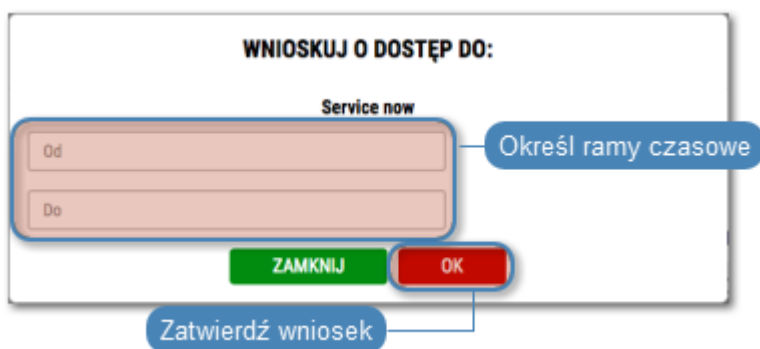 WNIOSKUJ O DOSTĘP DO:
Service now
Od
Określ ramy czasowe
Do
ZAMKNIJ
OK
Zatwierdź wniosek